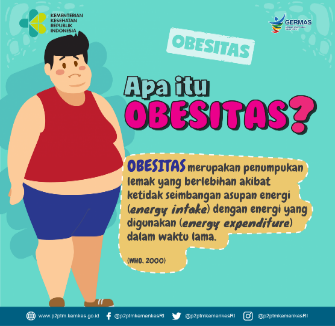 KEMENTERIAN
KESEHATAN
REPUBLIK
INDONESIA
GERMAS
OBESITAS
Apa itu
OBESITAS?
OBESITAS merupakan penumpukan
lemak yang berlebihan akibat
ketidak seimbangan asupan energi
(energy intake) dengan energi yang
digunakan (energy expenditure)
dalam waktu lama.
(WHO, 2000)
www.p2ptm.kemkes.go.id
@p2ptmkemenkesRI
@p2ptmkemenkesRI
@p2ptmkemenkesRI